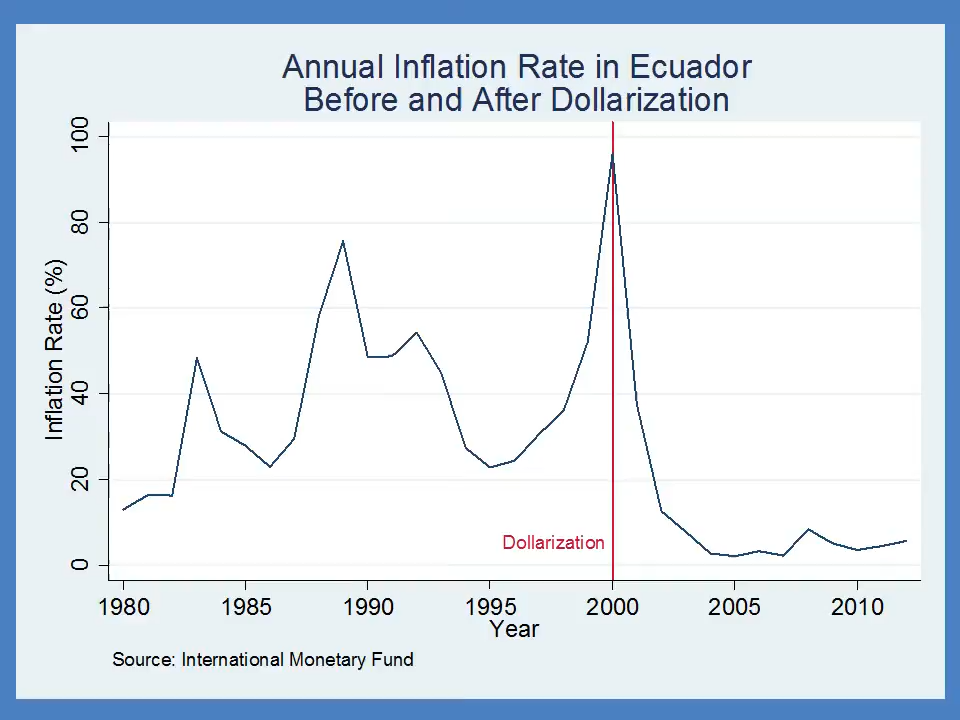 Annual Inflation Rate in Ecuador
Before and After Dollarization
Inflation Rate (%)
100
80
60
40
20
0
Dollarization
1980 1985 1990 1995 2000 2005 2010
Year
Source: International Monetary Fund